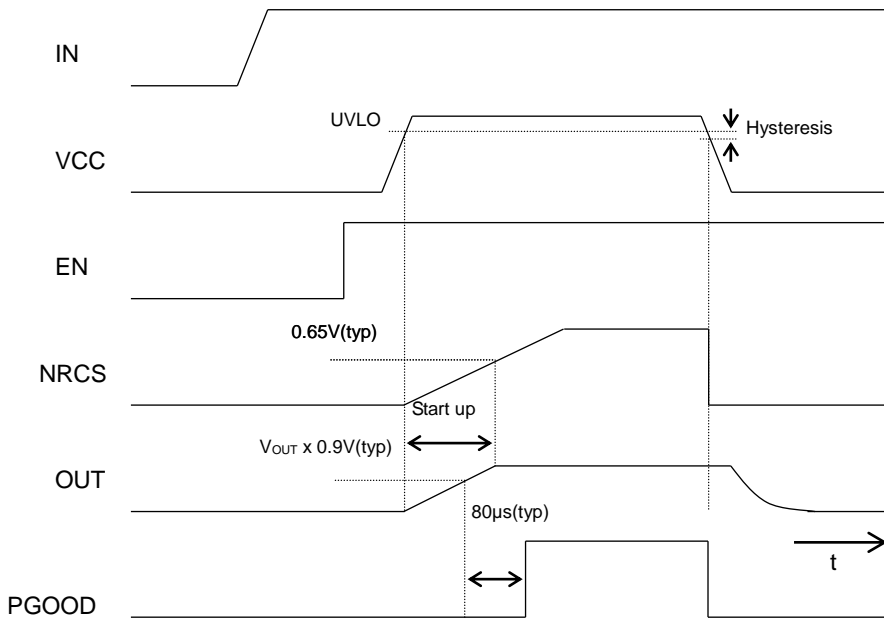 IN
UVLO
Hysteresis
VCC
EN
0.65V(typ)
NRCS
Start up
VOUT x 0.9V(typ)
OUT
80µs(typ)
t
PGOOD